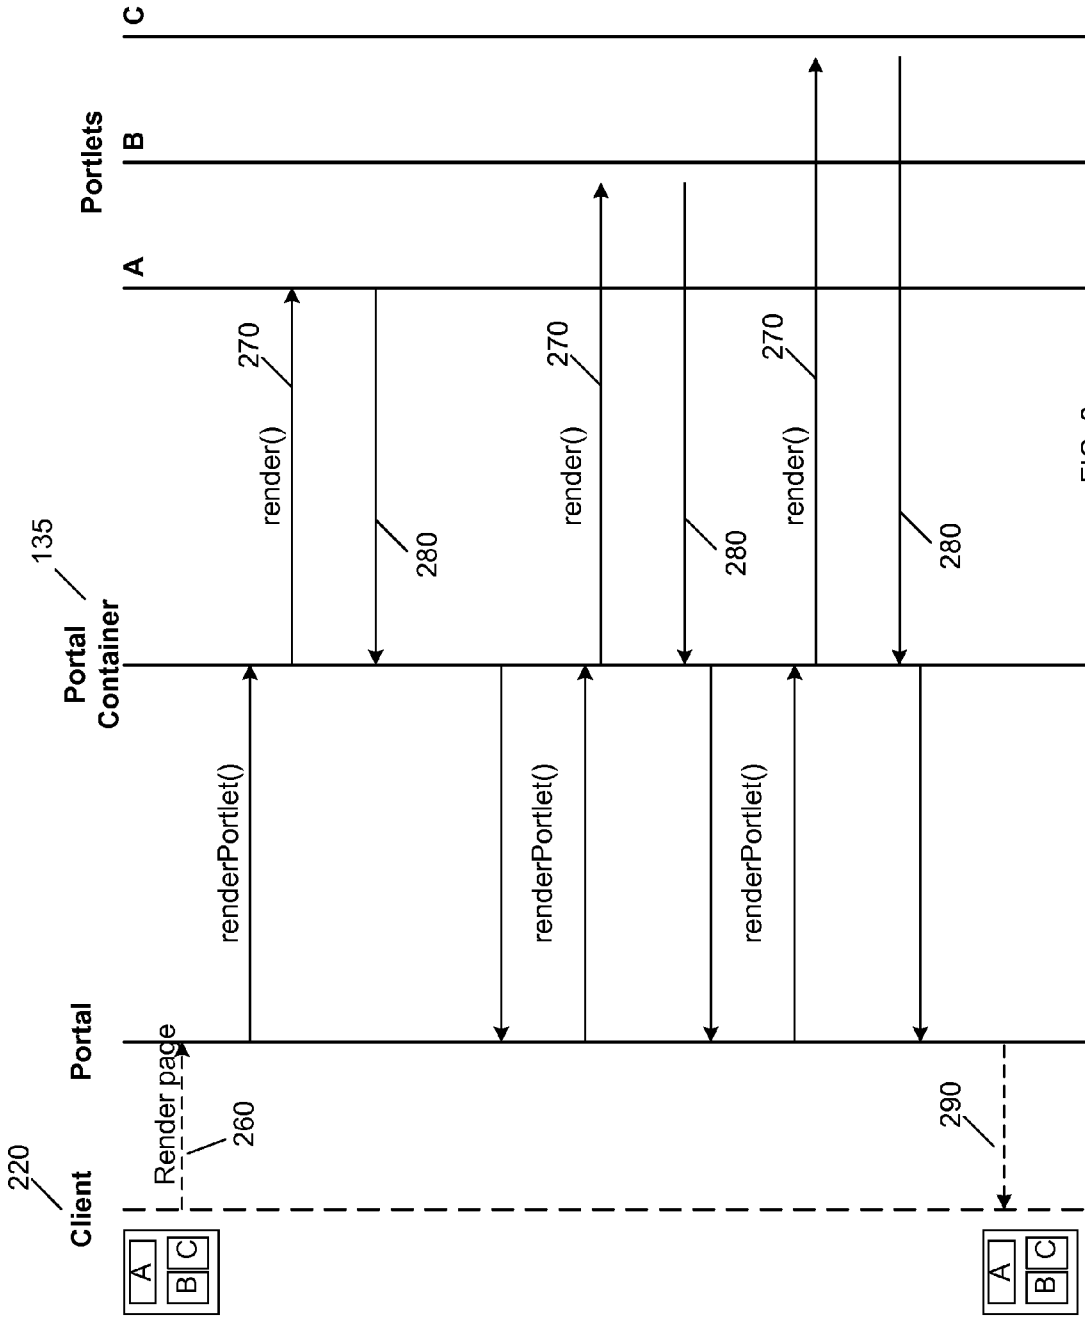 220
135
Client
Portal
Portal
Container
Portlets
A
B
C
A
B
C
Render page
260
renderPortlet()
render()
270
280
renderPortlet()
render()
270
280
renderPortlet()
render()
270
280
290
A
B
C